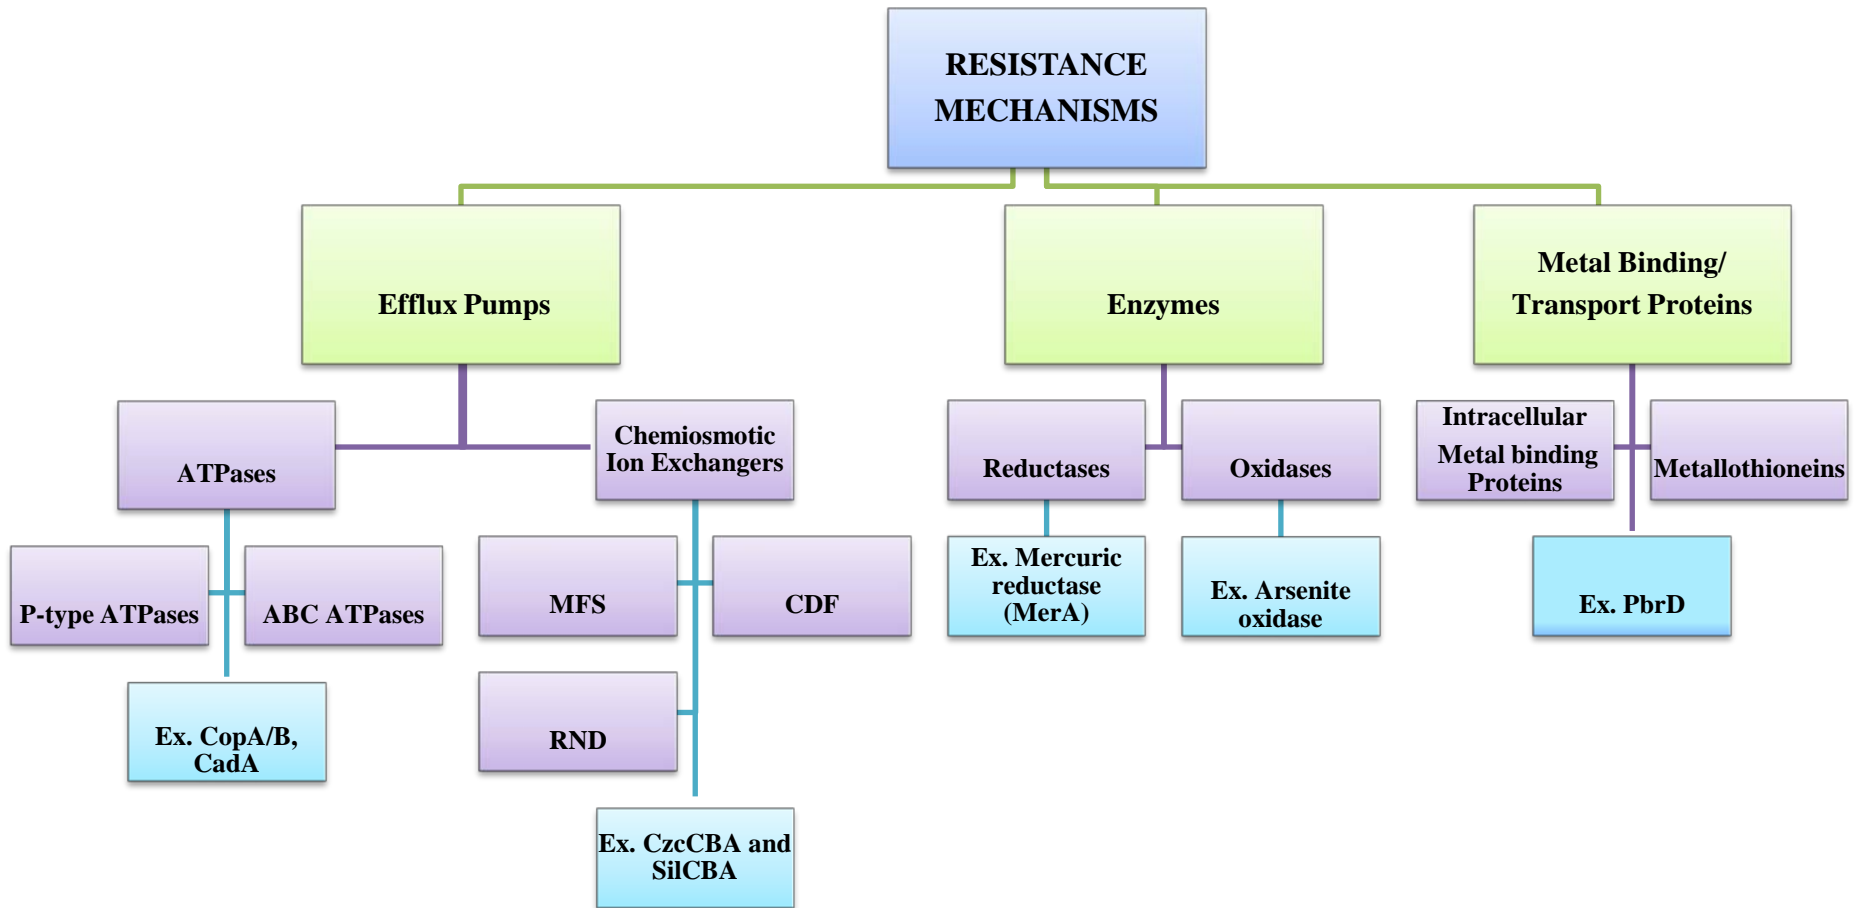 RESISTANCE
MECHANISMS
Efflux Pumps
Enzymes
Metal Binding/
Transport Proteins
ATPases
Chemiosmotic
Ion Exchangers
Reductases
Oxidases
Intracellular
Metal binding
Proteins
Metallothioneins
P-type ATPases
ABC ATPases
MFS
CDF
Ex. Mercuric
reductase
(MerA)
Ex. Arsenite
oxidase
Ex. PbrD
RND
Ex. CopA/B,
CadA
Ex. CzcCBA and
SilCBA